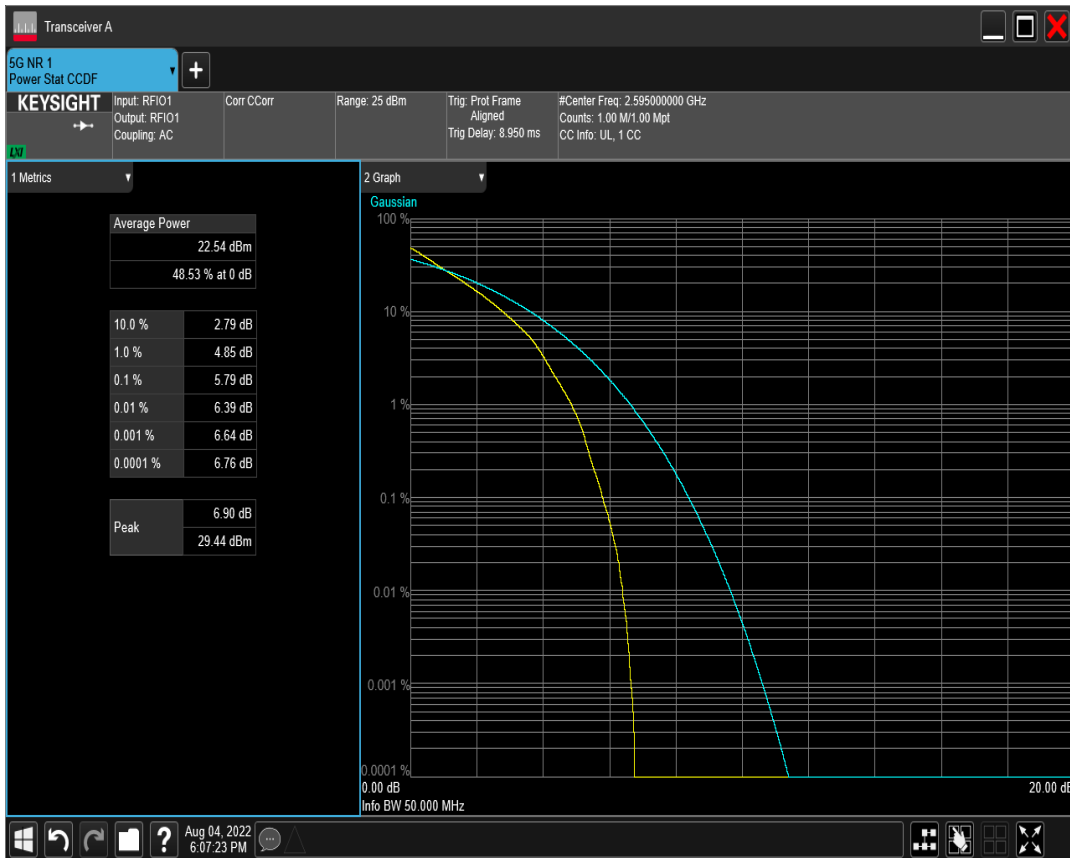 Transceiver A
5G NR 1
Power Stat CCDF
KEYSIGHT
LXI
Input: RFIO1
Output: RFIO1
Coupling: AC
Corr CCorr
Range: 25 dBm
Trig: Prot Frame
Aligned
Trig Delay: 8.950 ms
#Center Freq: 2.595000000 GHz
Counts: 1.00 M/1.00 Mpt
CC Info: UL, 1 CC
1 Metrics
Average Power
22.54 dBm
48.53 % at 0 dB
10.0 % 2.79 dB
1.0 % 4.85 dB
0.1 % 5.79 dB
0.01 % 6.39 dB
0.001 % 6.64 dB
0.0001 % 6.76 dB
Peak 6.90 dB
29.44 dBm
2 Graph
Gaussian
100 %
10 %
1 %
0.1 %
0.01 %
0.001 %
0.0001 %
0.00 dB 20.00 dB
Info BW 50.000 MHz
Aug 04, 2022
6:07:23 PM